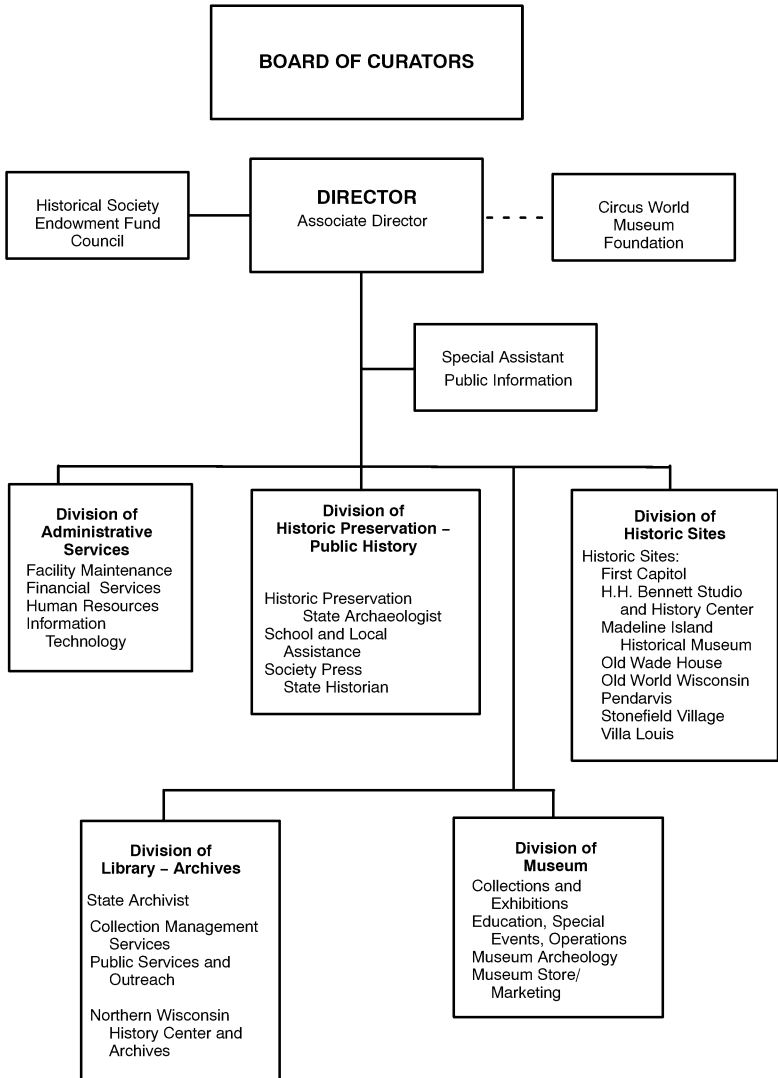 BOARD OF CURATORS
Historical Society
Endowment Fund
Council
DIRECTOR
Associate Director
Circus World
Museum
Foundation
Special Assistant
Public Information
Division of
Administrative
Services
Facility Maintenance
Financial Services
Human Resources
Information
Technology
Division of
Historic Preservation –
Public History
Historic Preservation
State Archaeologist
School and Local
Assistance
Society Press
State Historian
Division of
Historic Sites
Historic Sites:
First Capitol
H.H. Bennett Studio
and History Center
Madeline Island
Historical Museum
Old Wade House
Old World Wisconsin
Pendarvis
Stonefield Village
Villa Louis
Division of
Library – Archives
State Archivist
Collection Management
Services
Public Services and
Outreach
Northern Wisconsin
History Center and
Archives
Division of
Museum
Collections and
Exhibitions
Education, Special
Events, Operations
Museum Archeology
Museum Store/
Marketing